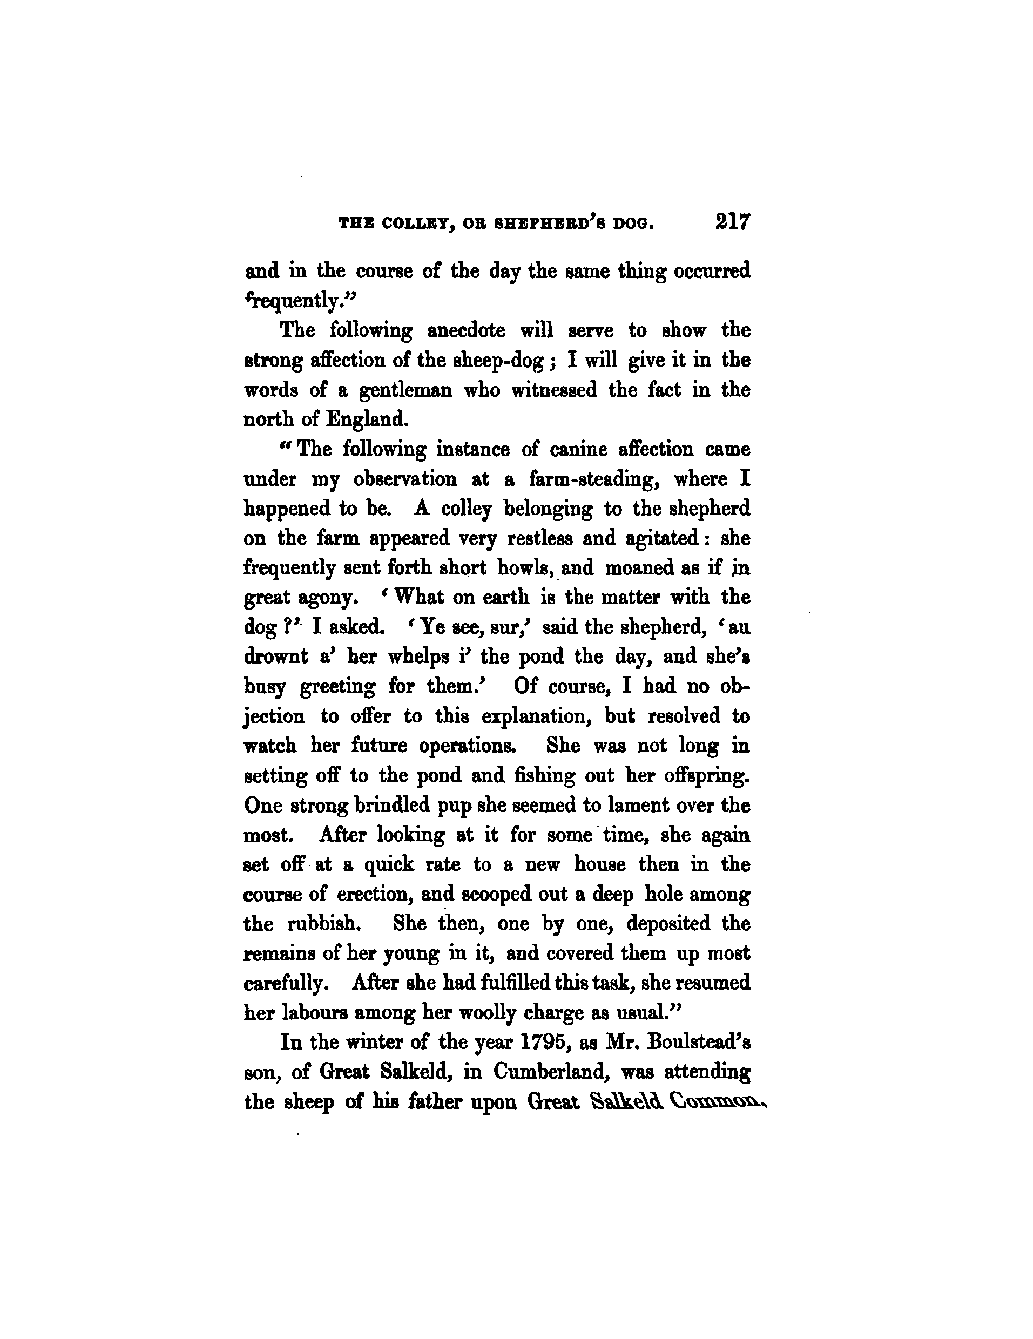 THE COLLEY, OR SHEPHERD'S DOG. 217
and in the course of the day the same thing occurred
frequently."
The following anecdote will serve to show the
strong affection of the sheep-dog; I will give it in the
words of a gentleman who witnessed the fact in the
north of England.
"The following instance of canine affection came
under my observation at a farm-steading, where I
happened to be. A colley belonging to the shepherd
on the farm appeared very restless and agitated: she
frequently sent forth short howls, and moaned as if in
great agony. 'What on earth is the matter with the
dog?' I asked. 'Ye see, sur,' said the shepherd, 'au
drownt a' her whelps i' the pond the day, and she's
busy greeting for them.' Of course, I had no ob-
jection to offer to this explanation, but resolved to
watch her future operations. She was not long in
setting off to the pond and fishing out her offspring.
One strong brindled pup she seemed to lament over the
most. After looking at it for some time, she again
set off at a quick rate to a new house then in the
course of erection, and scooped out a deep hole among
the rubbish. She then, one by one, deposited the
remains of her young in it, and covered them up most
carefully. After she had fulfilled this task, she resumed
her labours among her woolly charge as usual."
In the winter of the year 1795, as Mr. Boulstead's
son, of Great Salkeld, in Cumberland, was attending
the sheep of his father upon Great Salkeld Common,